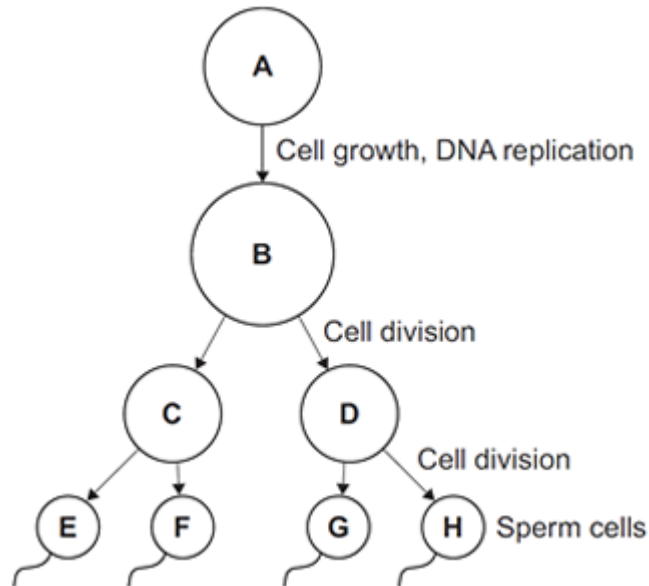 A
Cell growth, DNA replication
B
Cell division
C
D
Cell division
E
F
G
H
Sperm cells